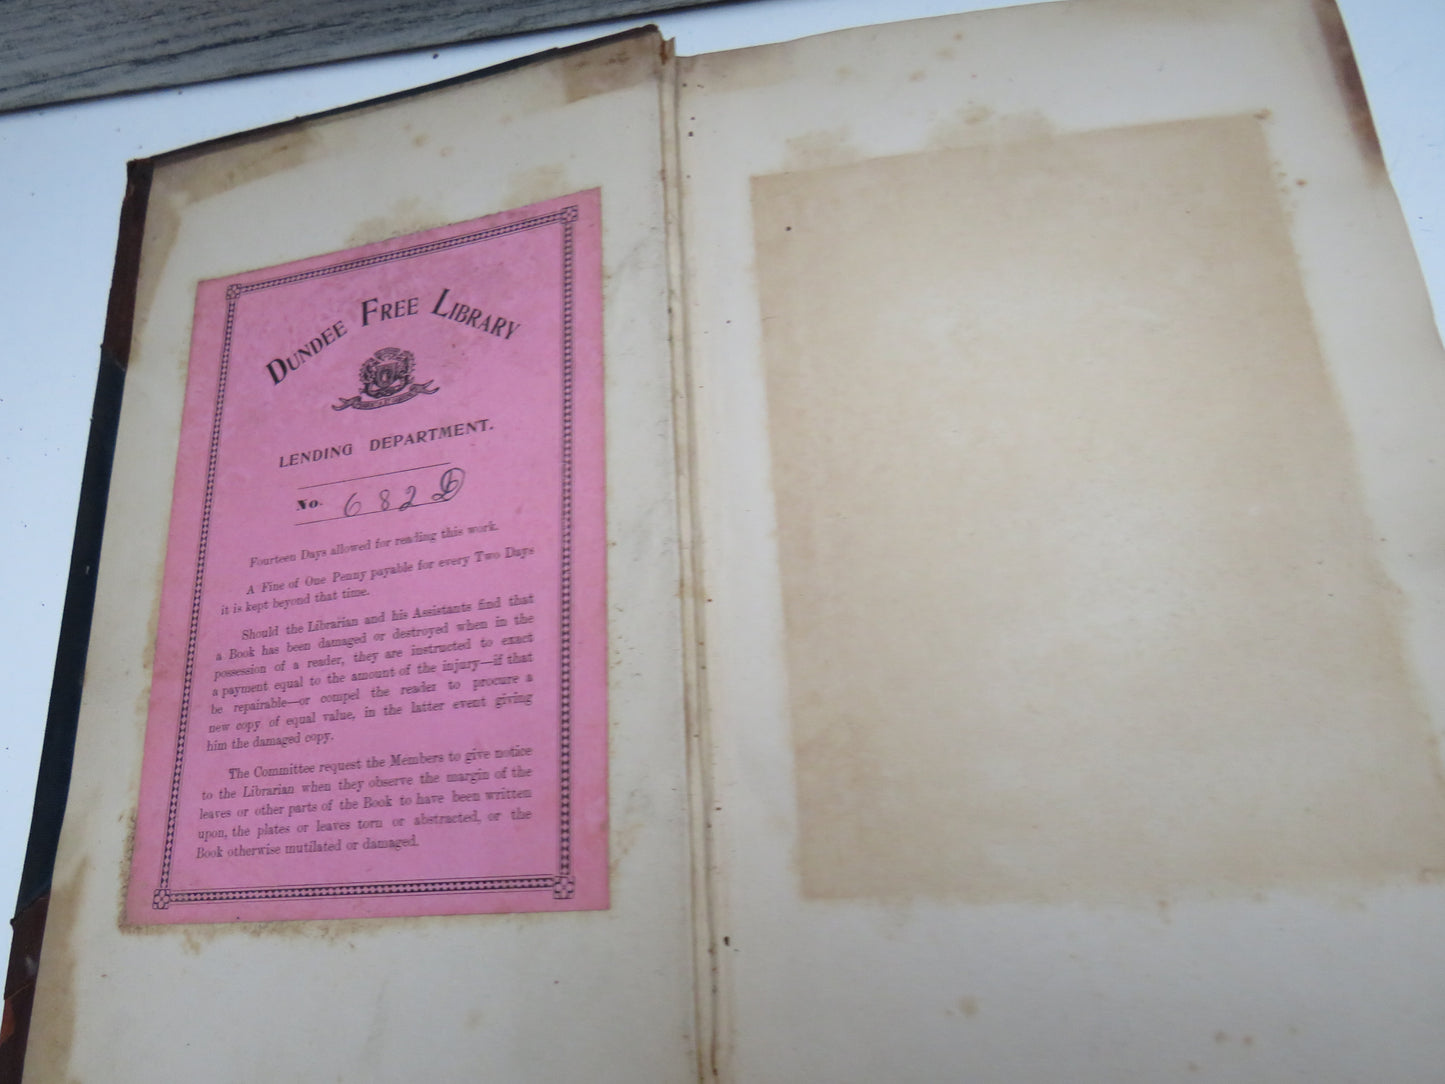 DUNDEE FREE LIBRARY
LENDING DEPARTMENT.
No. 682 D
Fourteen Days allowed for reading this work.
A Fine of One Penny payable for every Two Days
it is kept beyond that time.
Should the Librarian and his Assistants find that
a Book has been damaged or destroyed when in the
possession of a reader, they are instructed to exact
a payment equal to the amount of the injury—if that
be repairable—or compel the reader to procure a
new copy of equal value, in the latter event giving
him the damaged copy.
The Committee request the Members to give notice
to the Librarian when they observe the margin of the
leaves or other parts of the Book to have been written
upon, the plates or leaves torn or abstracted, or the
Book otherwise mutilated or damaged.